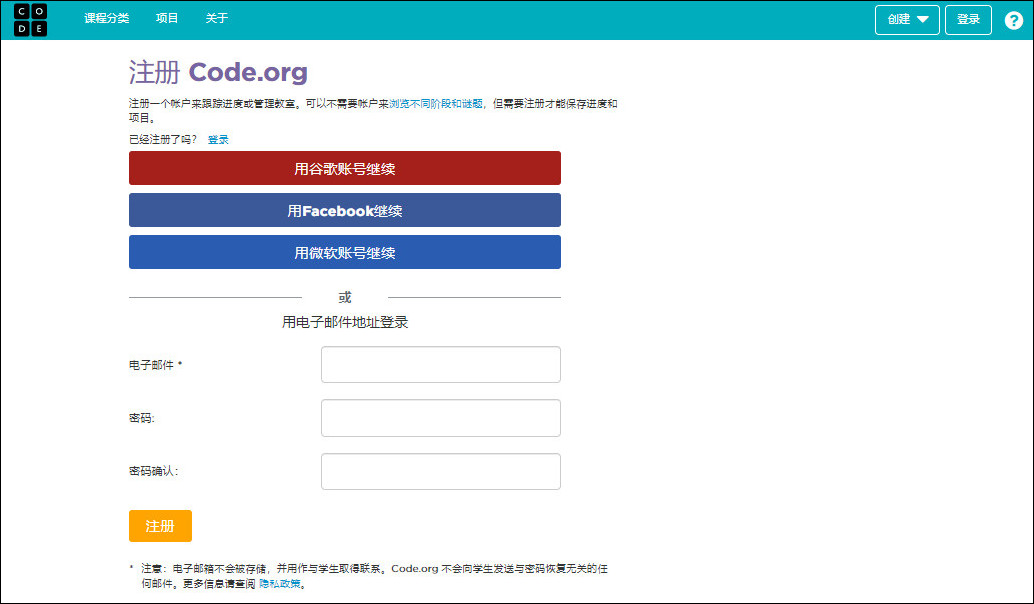 C O
D E
课程分类 项目 关于 创建 登录 ?
注册 Code.org
注册一个帐户来跟踪进度或管理教室。可以不需要帐户来浏览不同阶段和谜题，但需要注册才能保存进度和
项目。
已经注册了吗？ 登录
用谷歌账号继续
用Facebook继续
用微软账号继续
或
用电子邮件地址登录
电子邮件 *
密码:
密码确认：
注册
* 注意：电子邮箱不会被存储，并用作与学生取得联系。Code.org 不会向学生发送与密码恢复无关的任
何邮件。更多信息请查阅 隐私政策。